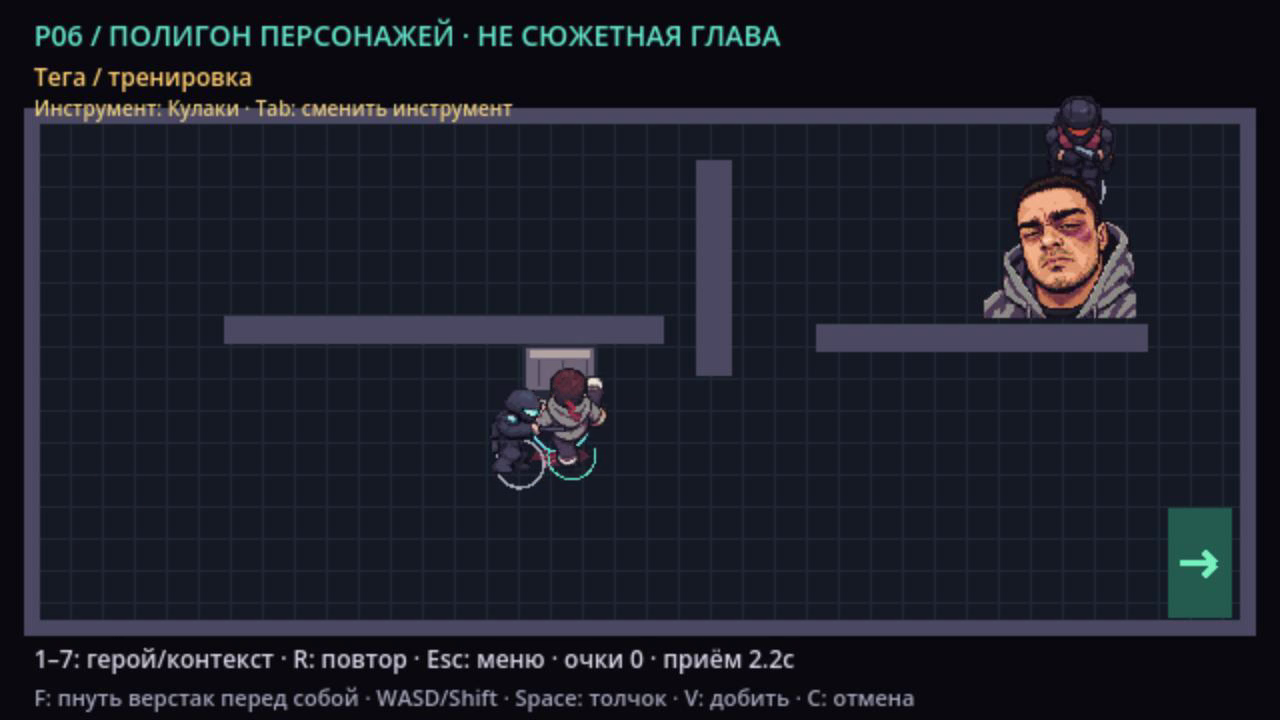 P06 / ПОЛИГОН ПЕРСОНАЖЕЙ · НЕ СЮЖЕТНАЯ ГЛАВА
Тега / тренировка
Инструмент: Кулаки · Tab: сменить инструмент
→
1–7: герой/контекст · R: повтор · Esc: меню · очки 0 · приём 2.2с
F: пнуть верстак перед собой · WASD/Shift · Space: толчок · V: добить · C: отмена